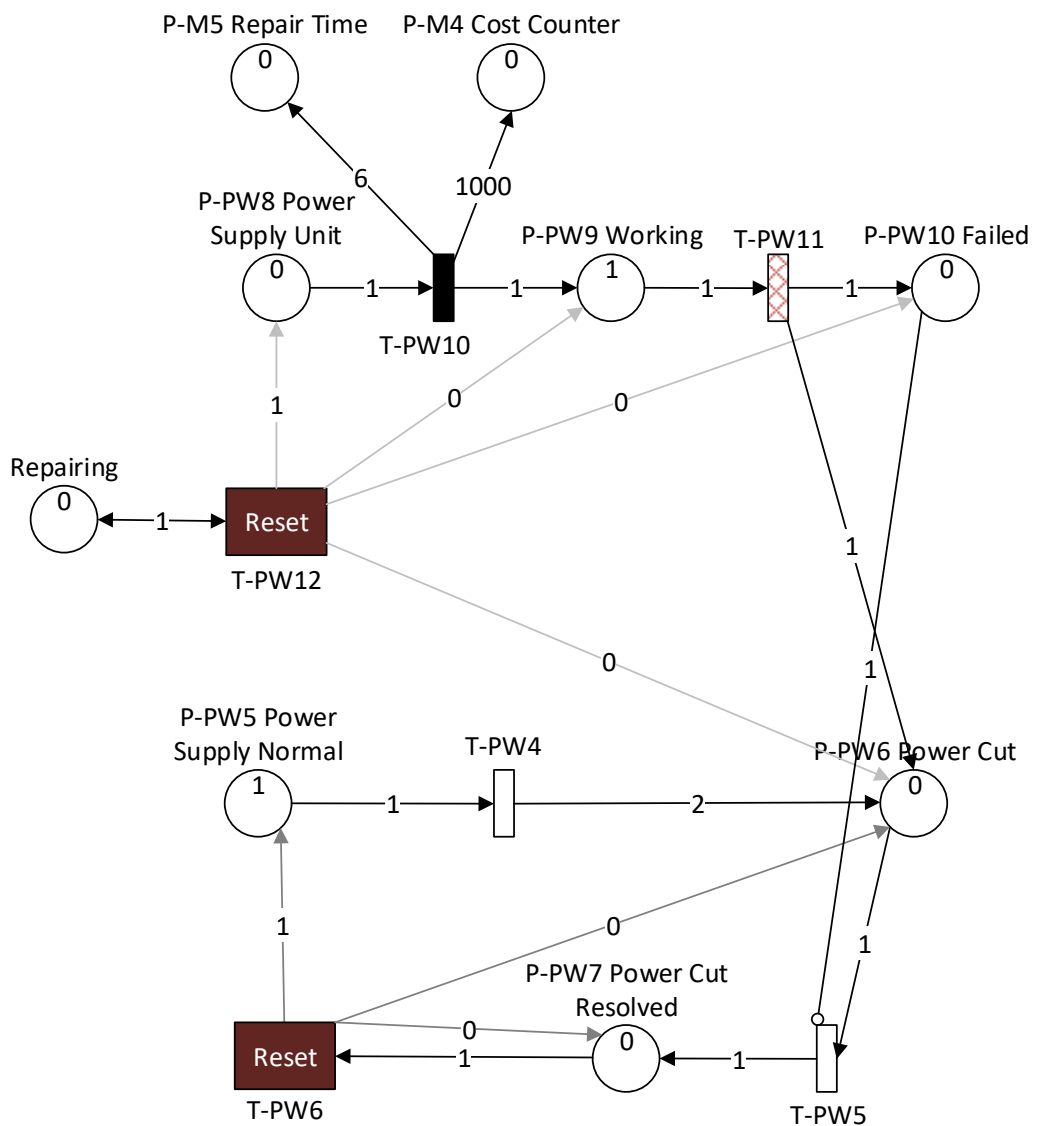 P-M5 Repair Time
P-M4 Cost Counter
0
0
6
1000
P-PW8 Power
Supply Unit
P-PW9 Working
T-PW11
P-PW10 Failed
0
1
1
1
1
1
0
T-PW10
1
0
0
Repairing
0
1
Reset
T-PW12
1
0
1
P-PW5 Power
Supply Normal
T-PW4
P-PW6 Power Cut
1
1
2
0
1
0
1
P-PW7 Power Cut
Resolved
0
0
Reset
1
1
T-PW6
T-PW5